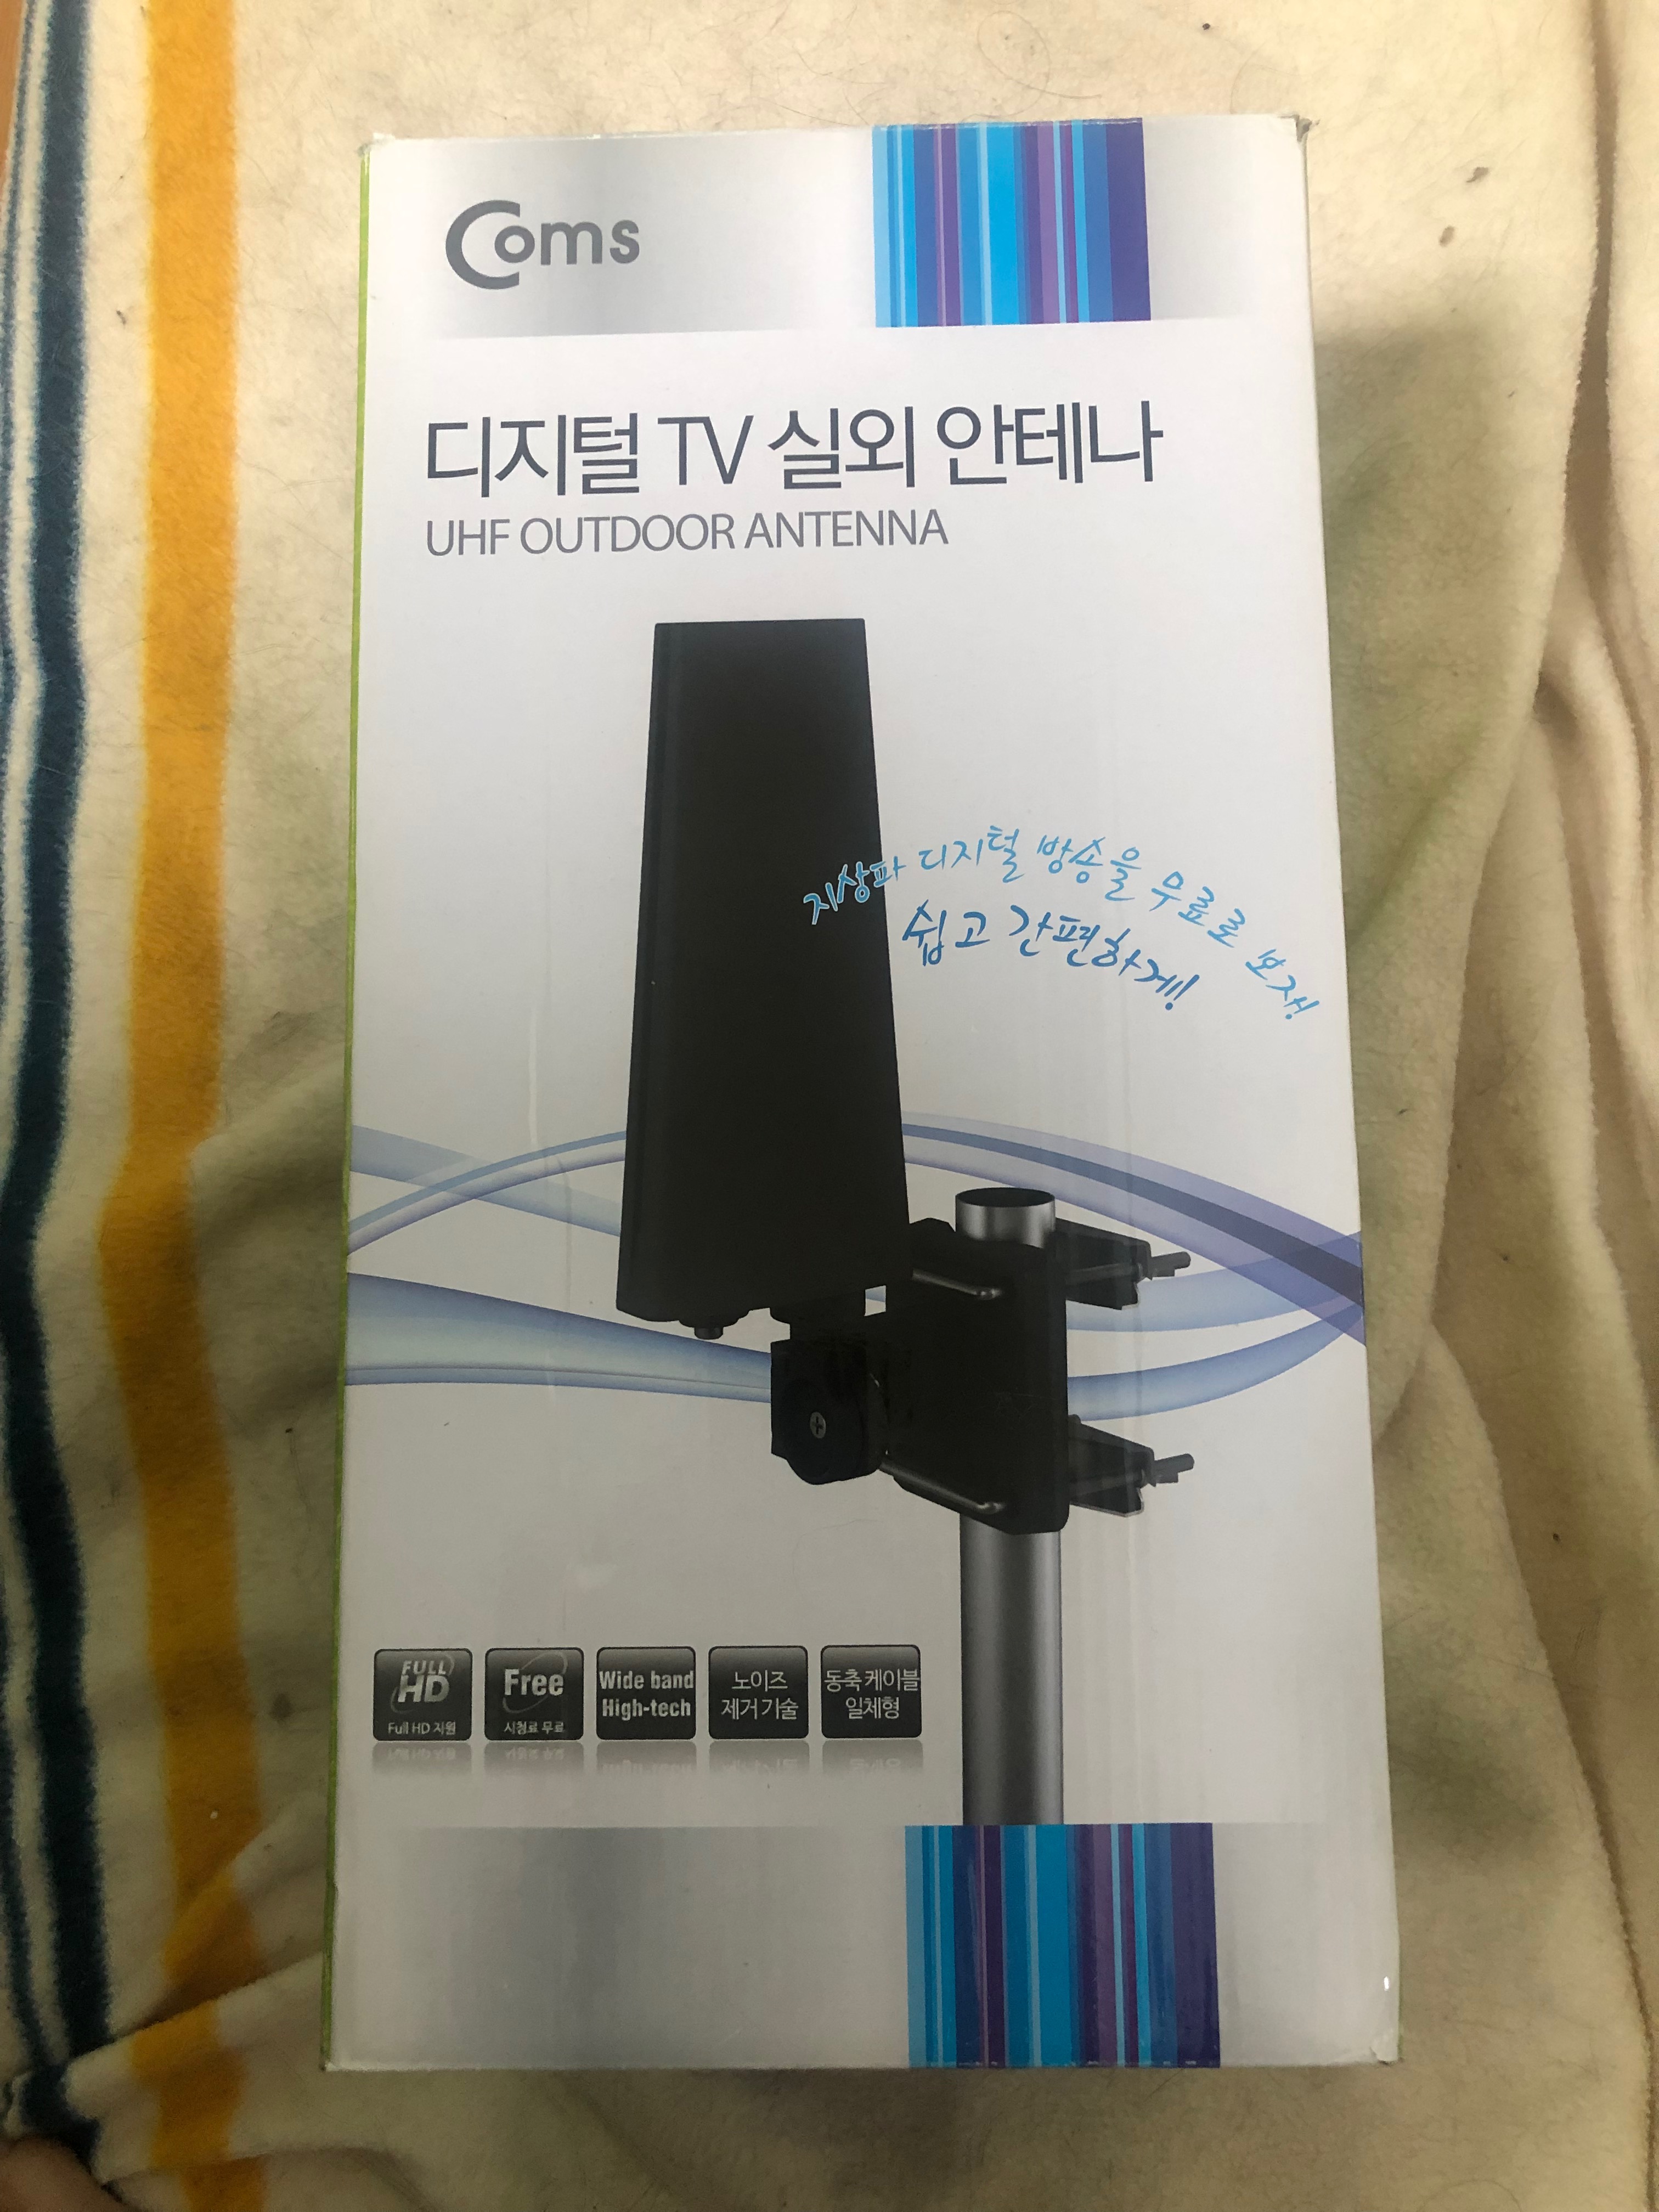 Coms
디지털 TV 실외 안테나
UHF OUTDOOR ANTENNA
지상파 디지털 방송을 무료로 보자!
쉽고 간편하게!
FULL
HD
Full HD 지원
Free
시청료 무료
Wide band
High-tech
노이즈
제거 기술
동축 케이블
일체형